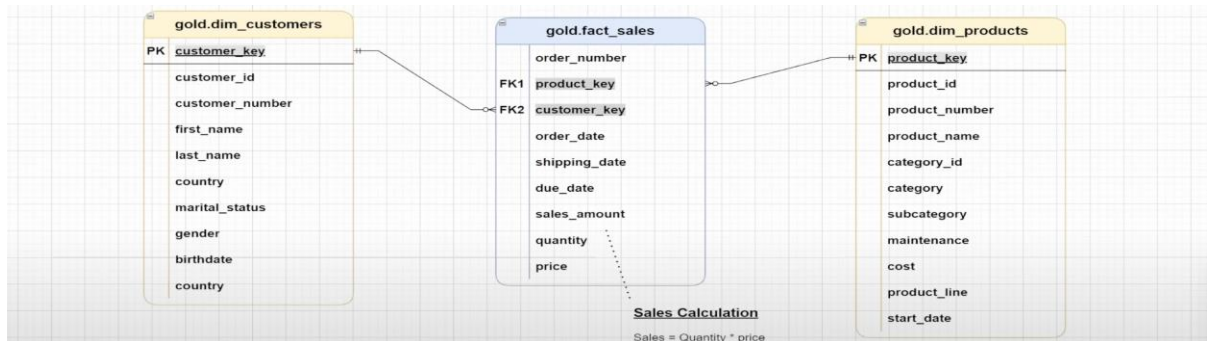 gold.dim_customers
PK customer_key
customer_id
customer_number
first_name
last_name
country
marital_status
gender
birthdate
country
gold.fact_sales
order_number
FK1 product_key
FK2 customer_key
order_date
shipping_date
due_date
sales_amount
quantity
price
Sales Calculation
Sales = Quantity * price
gold.dim_products
PK product_key
product_id
product_number
product_name
category_id
category
subcategory
maintenance
cost
product_line
start_date